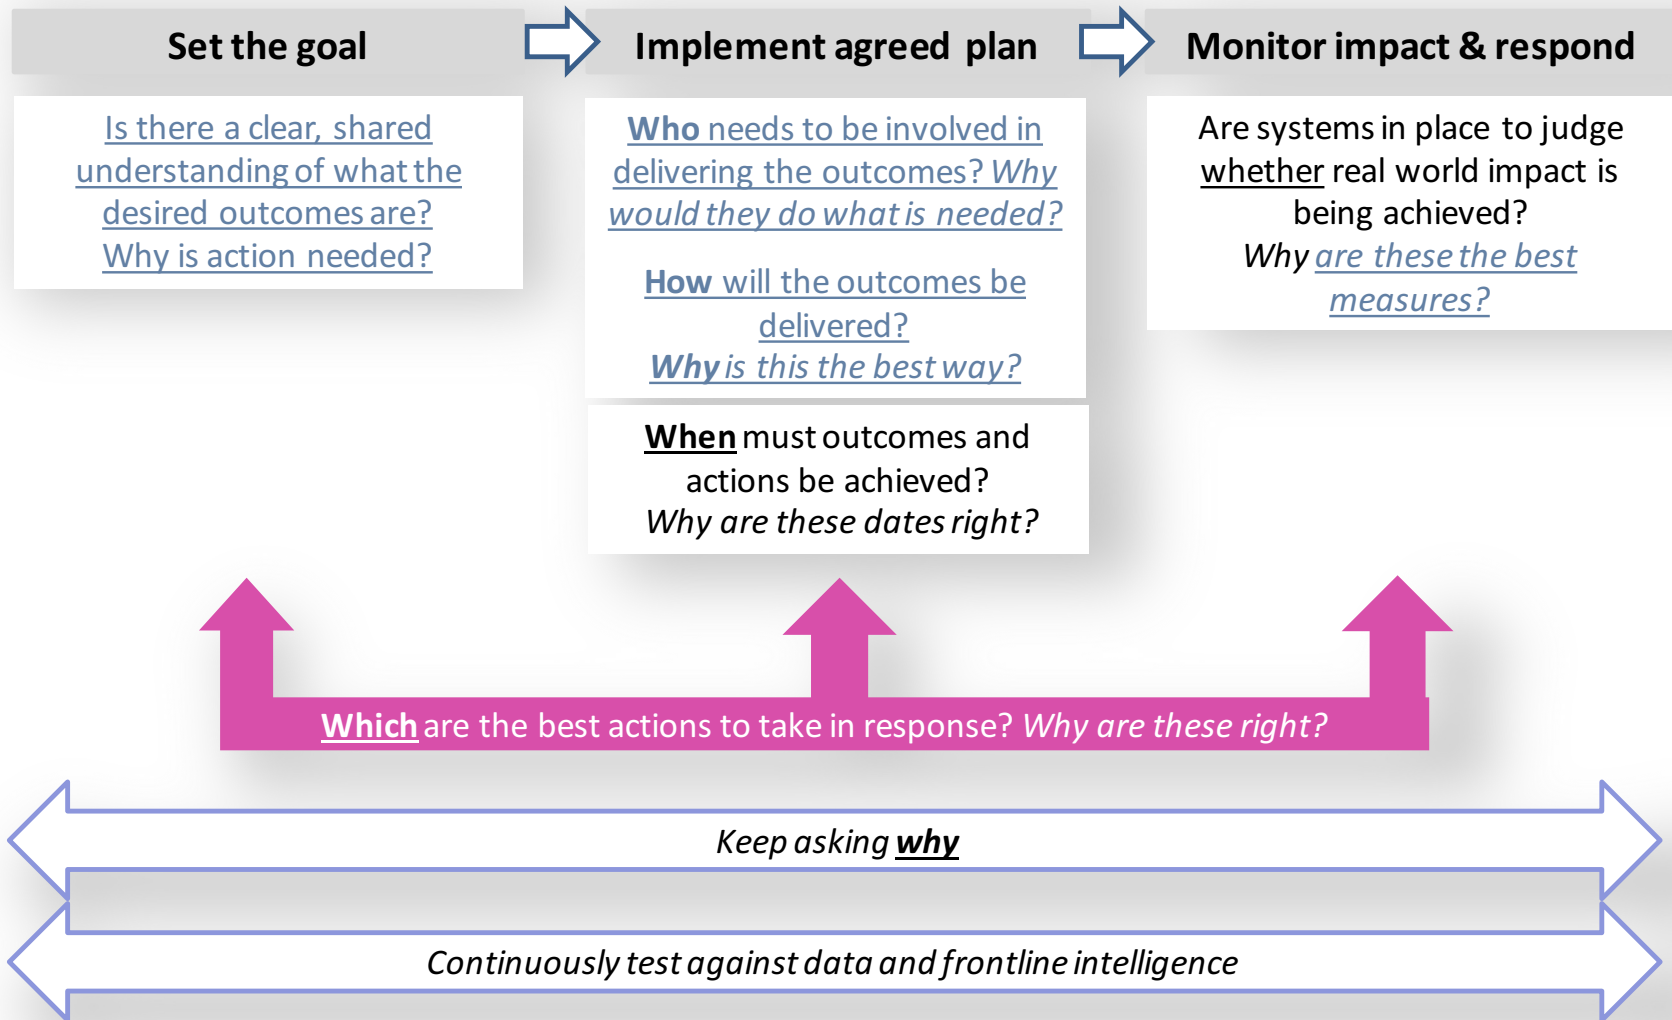 Set the goal
Implement agreed plan
Monitor impact & respond
Is there a clear, shared
understanding of what the
desired outcomes are?
Why is action needed?
Who needs to be involved in
delivering the outcomes? Why
would they do what is needed?
How will the outcomes be
delivered?
Why is this the best way?
When must outcomes and
actions be achieved?
Why are these dates right?
Are systems in place to judge
whether real world impact is
being achieved?
Why are these the best
measures?
Which are the best actions to take in response? Why are these right?
Keep asking why
Continuously test against data and frontline intelligence